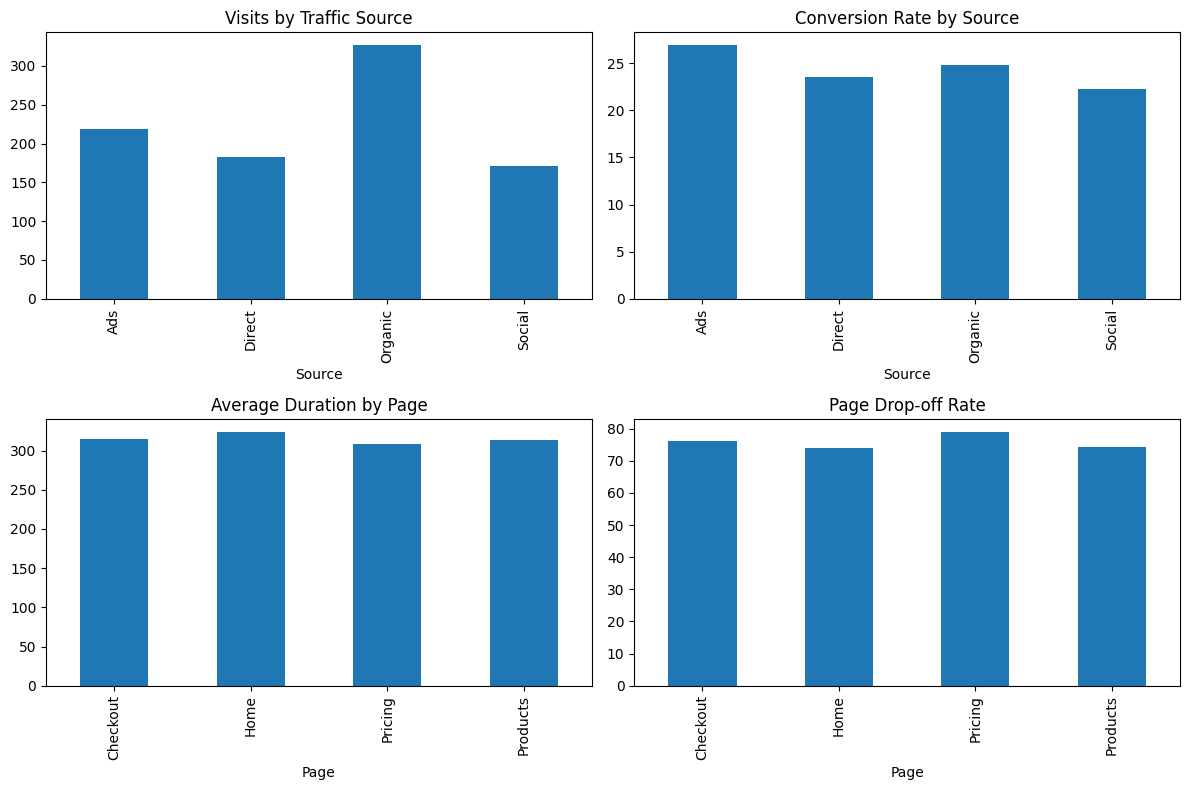 Visits by Traffic Source
300
250
200
150
100
50
0
Ads
Direct
Organic
Social
Source
Conversion Rate by Source
25
20
15
10
5
0
Ads
Direct
Organic
Social
Source
Average Duration by Page
300
250
200
150
100
50
0
Checkout
Home
Pricing
Products
Page
Page Drop-off Rate
80
70
60
50
40
30
20
10
0
Checkout
Home
Pricing
Products
Page